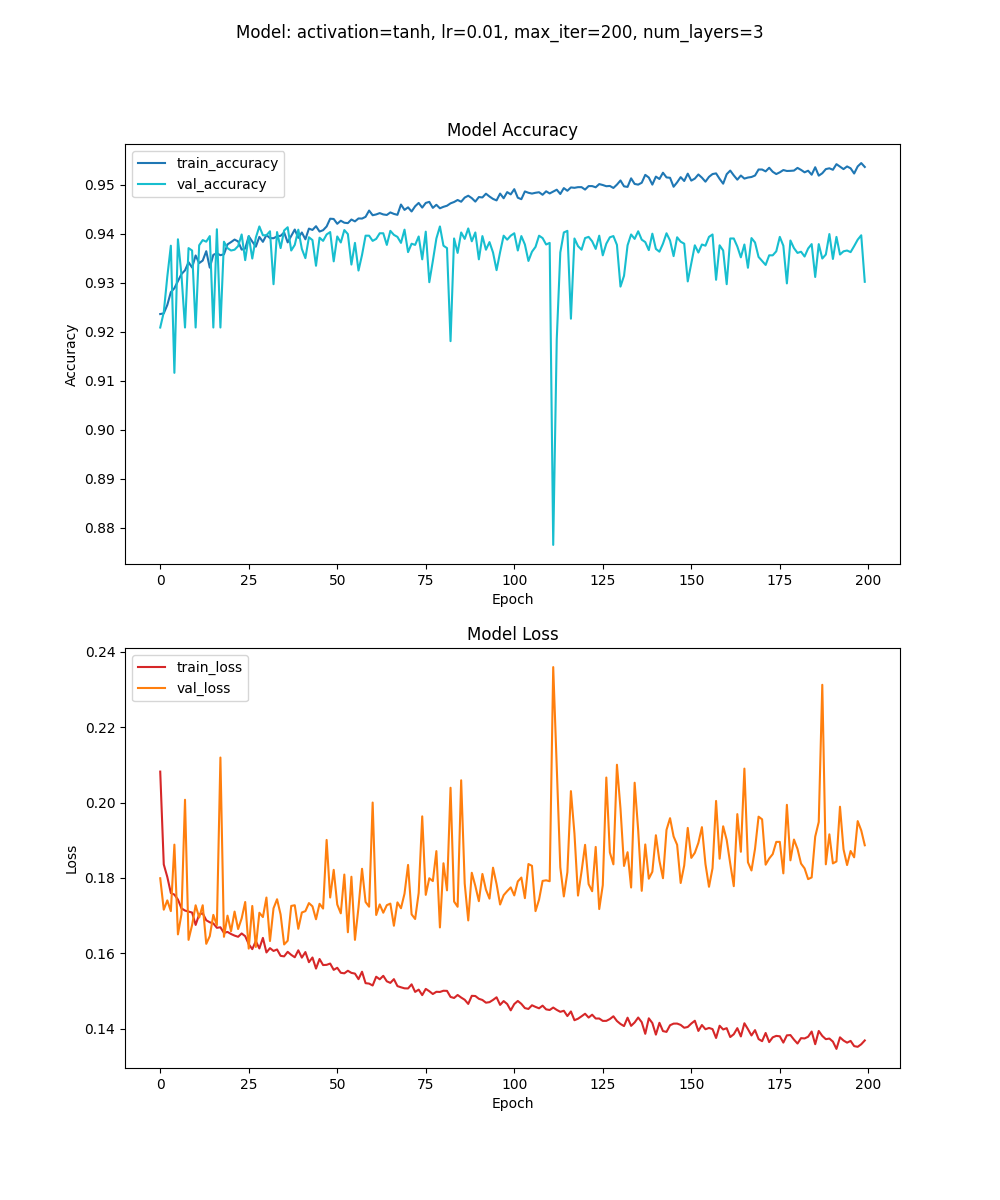 Model: activation=tanh, lr=0.01, max_iter=200, num_layers=3
Model Accuracy
train_accuracy
val_accuracy
0.95
0.94
0.93
0.92
0.91
0.90
0.89
0.88
Accuracy
0 25 50 75 100 125 150 175 200
Epoch
Model Loss
train_loss
val_loss
0.24
0.22
0.20
0.18
0.16
0.14
Loss
0 25 50 75 100 125 150 175 200
Epoch